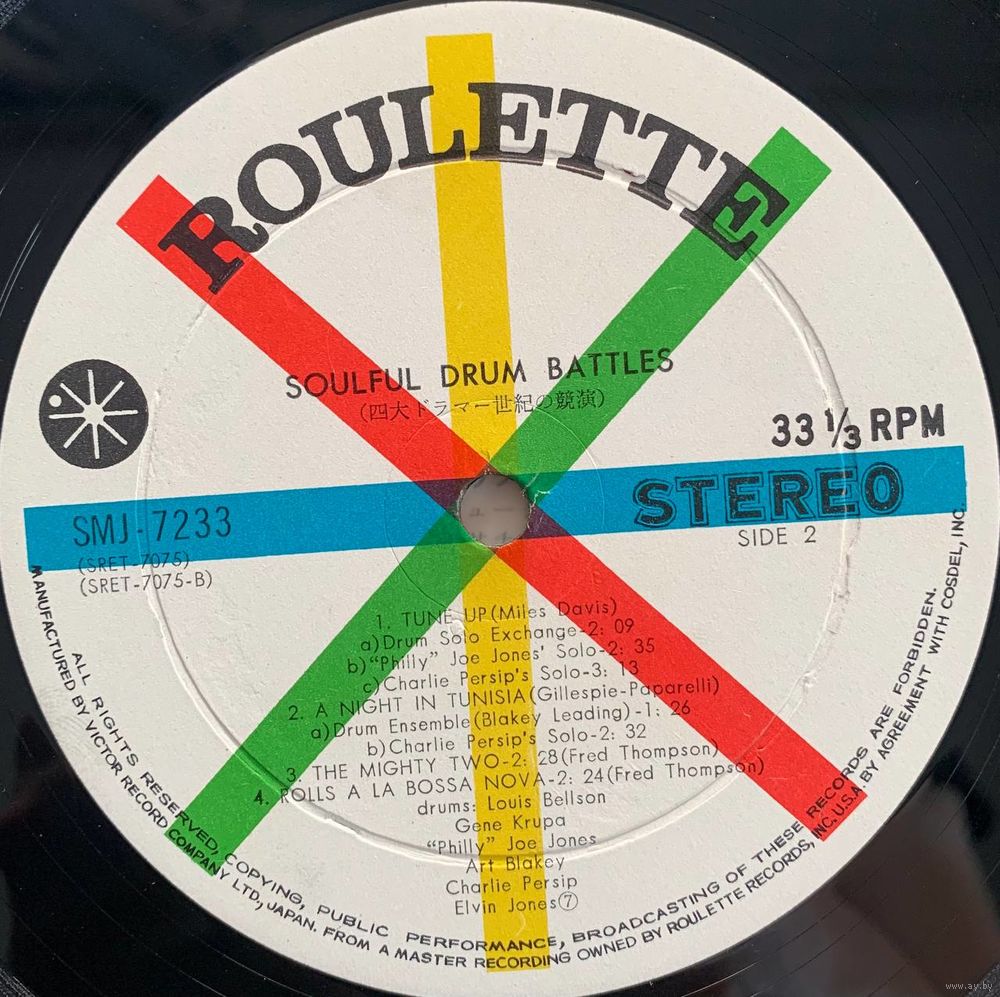 ROULETTE
SOULFUL DRUM BATTLES
(四大ドラマー世紀の競演)
33 1/3 RPM
STEREO
SIDE 2
SMJ-7233
(SRET-7075)
(SRET-7075-B)
1. TUNE UP(Miles Davis)
a)Drum Solo Exchange-2: 09
b)“Philly” Joe Jones' Solo-2: 35
c)Charlie Persip's Solo-3: 13
2. A NIGHT IN TUNISIA(Gillespie-Paparelli)
a)Drum Ensemble(Blakey Leading)-1: 26
b)Charlie Persip's Solo-2: 32
3. THE MIGHTY TWO-2: 28(Fred Thompson)
4. ROLLS A LA BOSSA NOVA-2: 24(Fred Thompson)
drums: Louis Bellson
Gene Krupa
“Philly” Joe Jones
Art Blakey
Charlie Persip
Elvin Jones⑦
ALL RIGHTS RESERVED, COPYING, PUBLIC PERFORMANCE, BROADCASTING OF THESE RECORDS ARE FORBIDDEN.
MANUFACTURED BY VICTOR RECORD COMPANY LTD, JAPAN. FROM A MASTER RECORDING OWNED BY ROULETTE RECORDS, INC. U.S.A BY AGREEMENT WITH COSDEL, INC.
www.ay.by